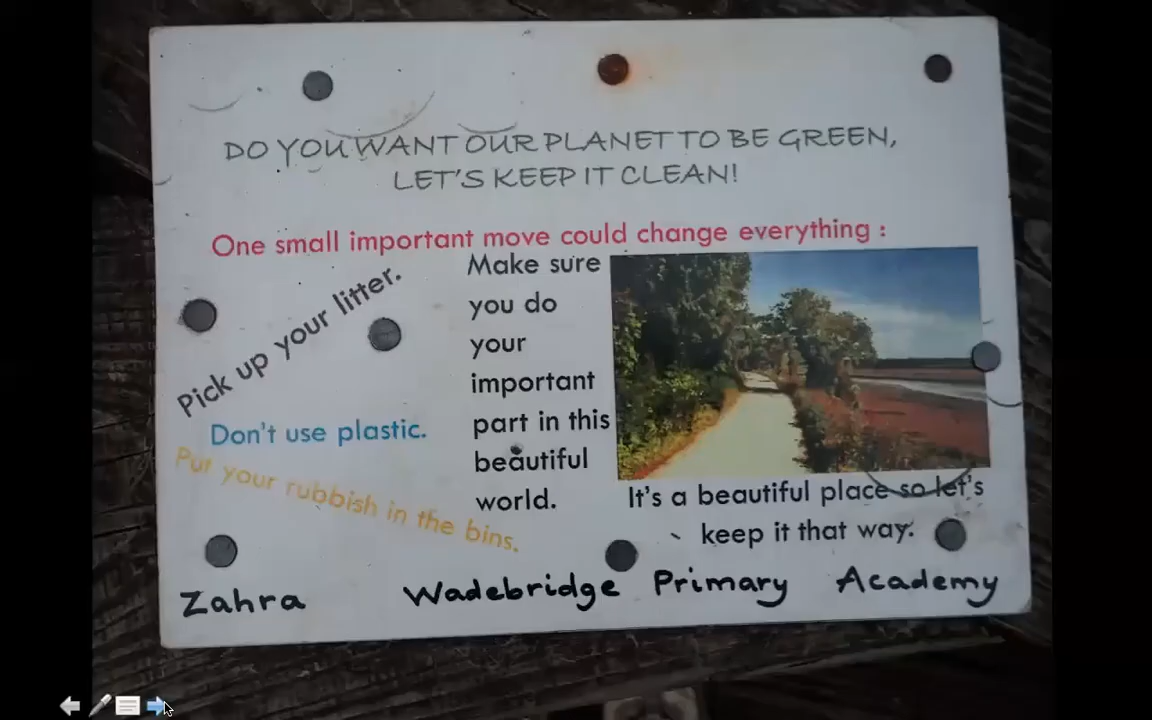 DO YOU WANT OUR PLANET TO BE GREEN,
LET'S KEEP IT CLEAN!
One small important move could change everything :
Pick up your litter.
Don't use plastic.
Put your rubbish in the bins.
Make sure
you do
your
important
part in this
beautiful
world.
It's a beautiful place so let's
keep it that way.
Zahra Wadebridge Primary Academy